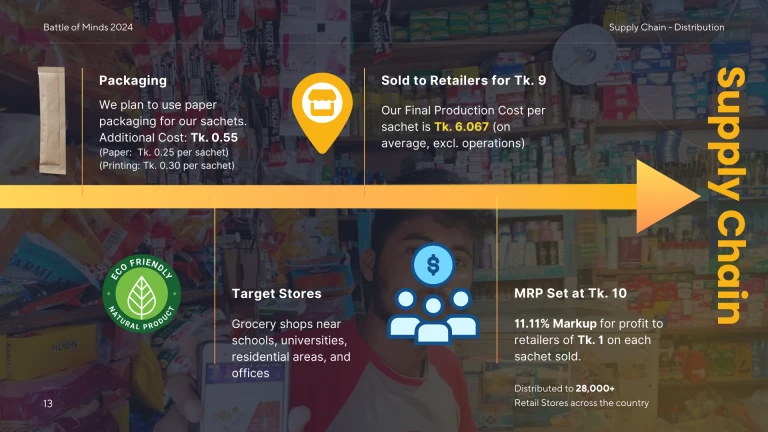 Battle of Minds 2024
Supply Chain - Distribution
Packaging
We plan to use paper
packaging for our sachets.
Additional Cost: Tk. 0.55
(Paper: Tk. 0.25 per sachet)
(Printing: Tk. 0.30 per sachet)
Sold to Retailers for Tk. 9
Our Final Production Cost per
sachet is Tk. 6.067 (on
average, excl. operations)
Supply Chain
ECO FRIENDLY
NATURAL PRODUCT
Target Stores
Grocery shops near
schools, universities,
residential areas, and
offices
$
MRP Set at Tk. 10
11.11% Markup for profit to
retailers of Tk. 1 on each
sachet sold.
Distributed to 28,000+
Retail Stores across the country
13